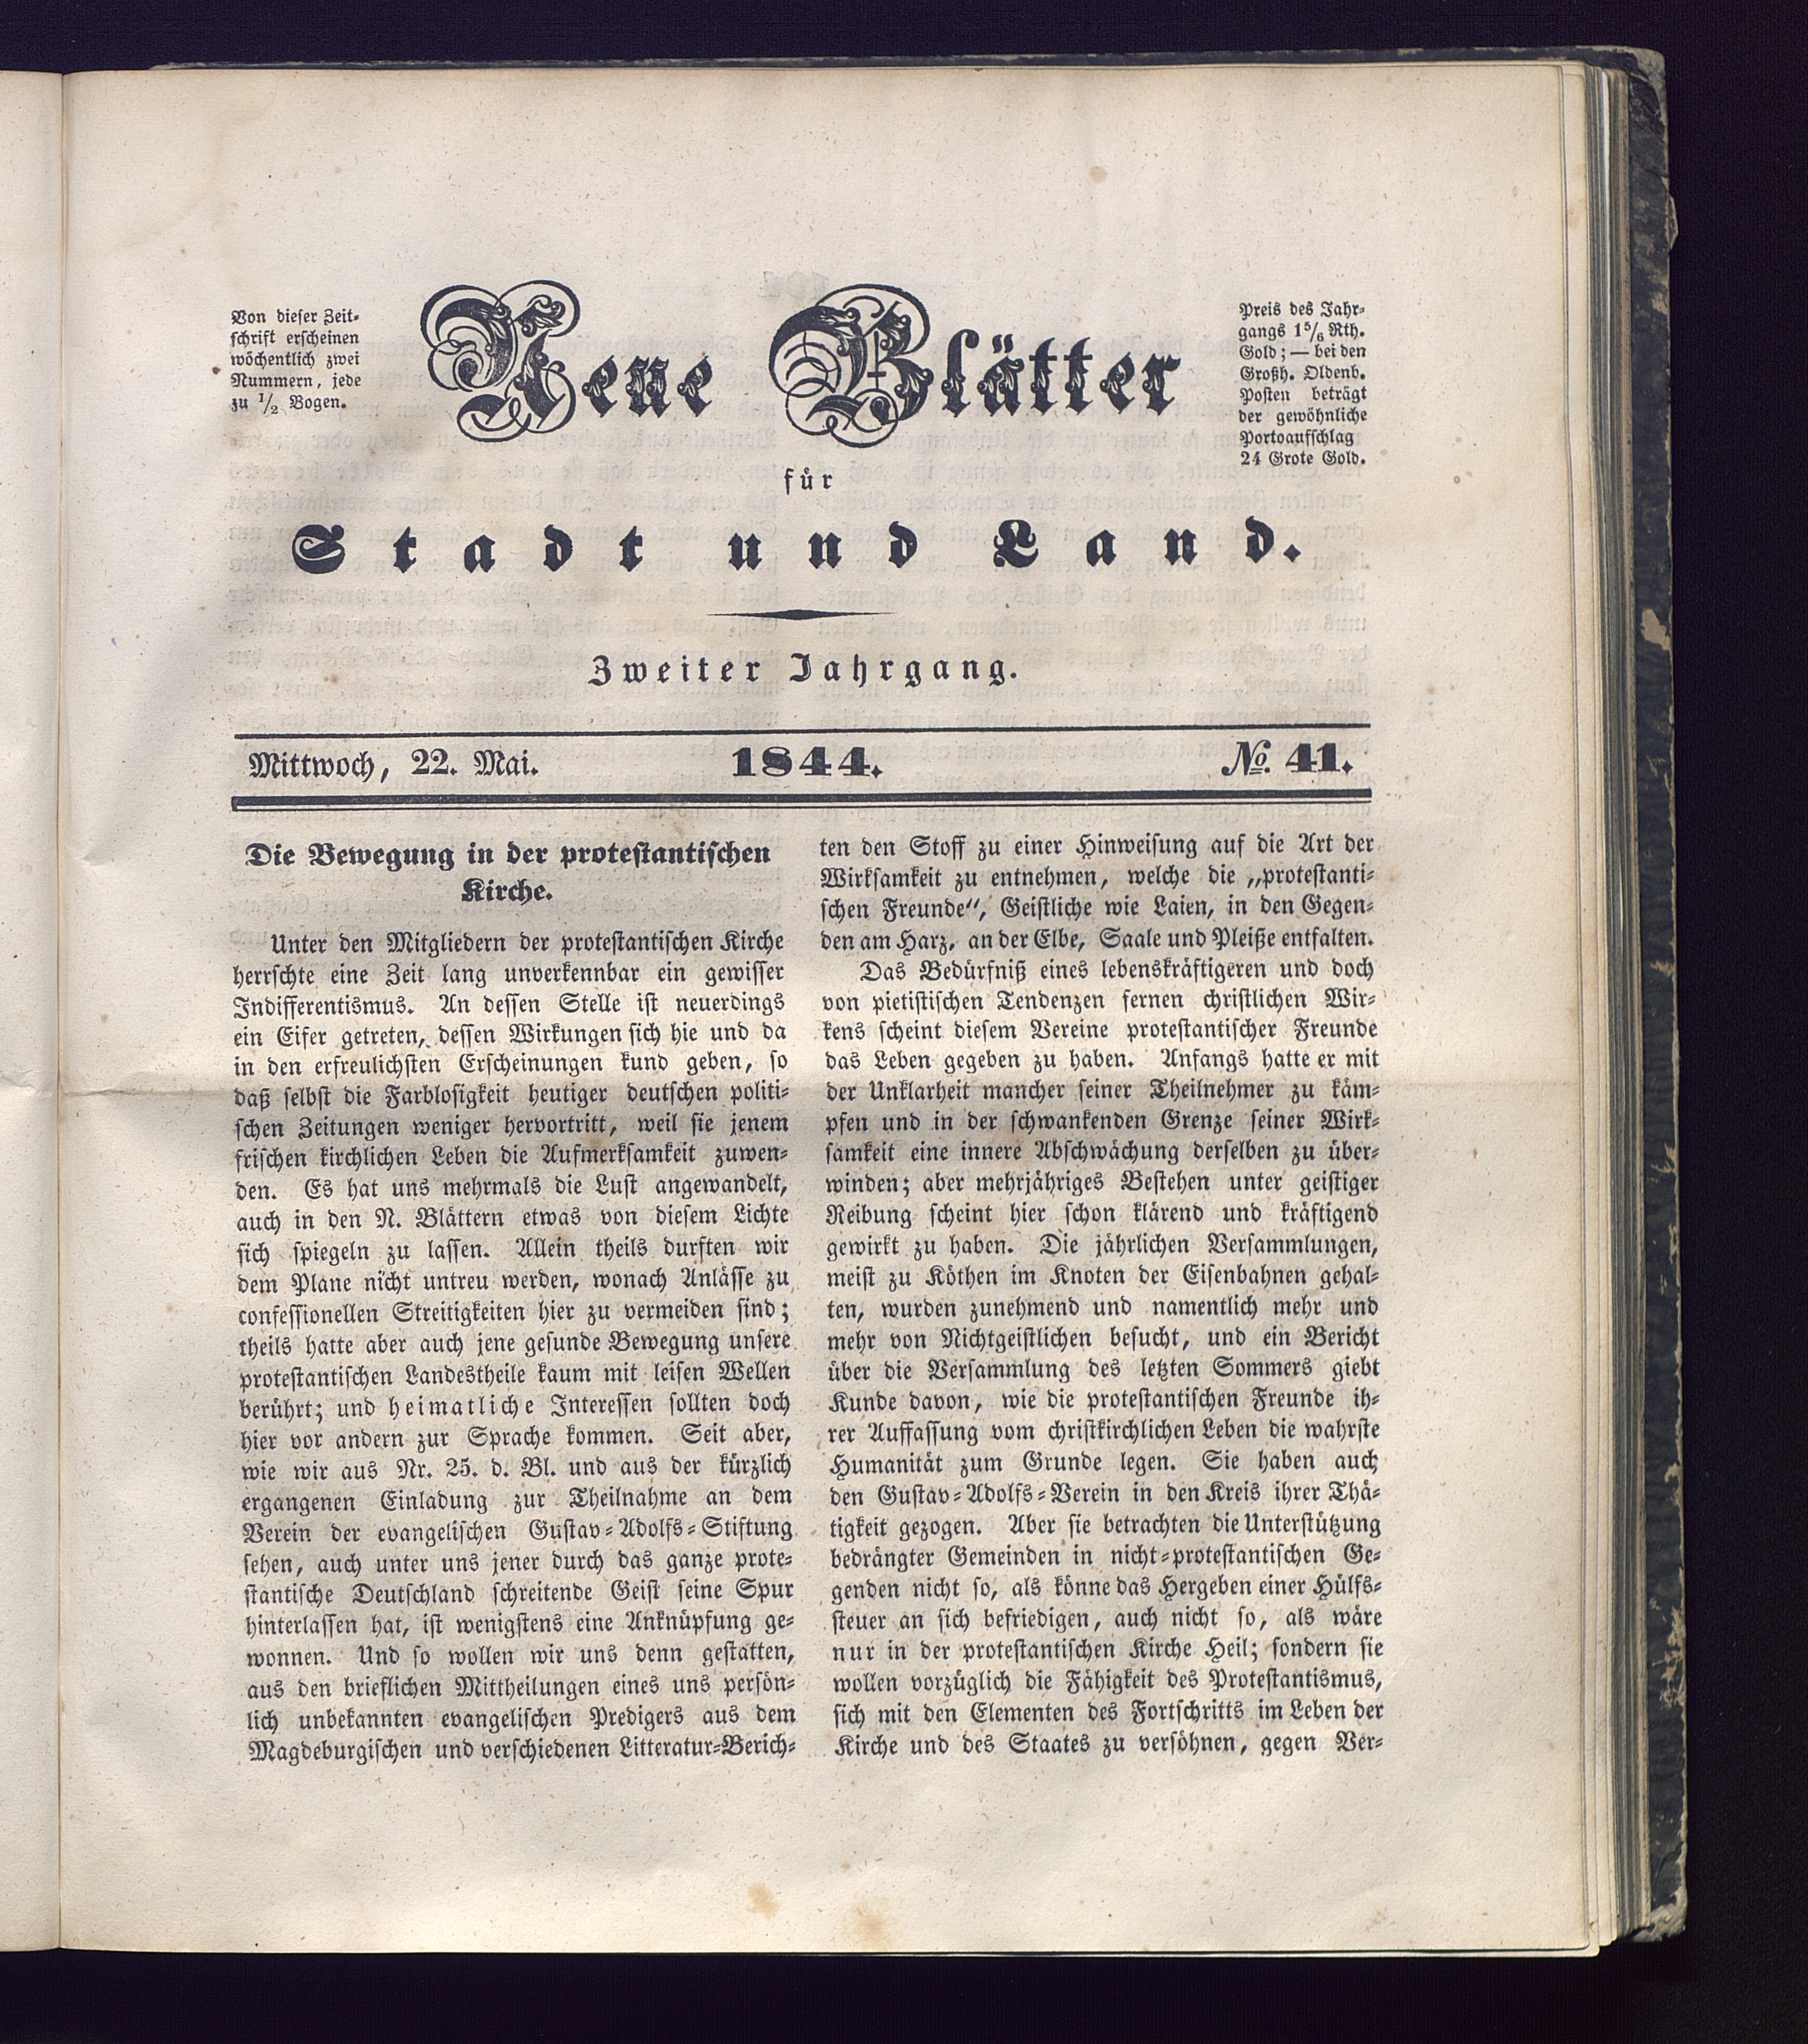 Von dieser Zeit-
schrift erscheinen
wöchentlich zwei
Nummern, jede
zu 1/2 Bogen.
Neue Blätter
Preis des Jahr-
gangs 1 5/6 Rth.
Gold; — bei den
Großh. Oldenb.
Posten beträgt
der gewöhnliche
Portoaufschlag
24 Grote Gold.
für
Stadt und Land.
Zweiter Jahrgang.
Mittwoch, 22. Mai. 1844. No. 41.
Die Bewegung in der protestantischen
Kirche.
Unter den Mitgliedern der protestantischen Kirche
herrschte eine Zeit lang unverkennbar ein gewisser
Indifferentismus. An dessen Stelle ist neuerdings
ein Eifer getreten, dessen Wirkungen sich hie und da
in den erfreulichsten Erscheinungen kund geben, so
daß selbst die Farblosigkeit heutiger deutschen politi-
schen Zeitungen weniger hervortritt, weil sie jenem
frischen kirchlichen Leben die Aufmerksamkeit zuwen-
den. Es hat uns mehrmals die Lust angewandelt,
auch in den N. Blättern etwas von diesem Lichte
sich spiegeln zu lassen. Allein theils durften wir
dem Plane nicht untreu werden, wonach Anlässe zu
confessionellen Streitigkeiten hier zu vermeiden sind;
theils hatte aber auch jene gesunde Bewegung unsere
protestantischen Landestheile kaum mit leisen Wellen
berührt; und heimatliche Interessen sollten doch
hier vor andern zur Sprache kommen. Seit aber,
wie wir aus Nr. 25. d. Bl. und aus der kürzlich
ergangenen Einladung zur Theilnahme an dem
Verein der evangelischen Gustav-Adolfs-Stiftung
sehen, auch unter uns jener durch das ganze prote-
stantische Deutschland schreitende Geist seine Spur
hinterlassen hat, ist wenigstens eine Anknüpfung ge-
wonnen. Und so wollen wir uns denn gestatten,
aus den brieflichen Mittheilungen eines uns persön-
lich unbekannten evangelischen Predigers aus dem
Magdeburgischen und verschiedenen Litteratur-Berich-
ten den Stoff zu einer Hinweisung auf die Art der
Wirksamkeit zu entnehmen, welche die „protestanti-
schen Freunde“, Geistliche wie Laien, in den Gegen-
den am Harz, an der Elbe, Saale und Pleiße entfalten.
Das Bedürfniß eines lebenskräftigeren und doch
von pietistischen Tendenzen fernen christlichen Wir-
kens scheint diesem Vereine protestantischer Freunde
das Leben gegeben zu haben. Anfangs hatte er mit
der Unklarheit mancher seiner Theilnehmer zu käm-
pfen und in der schwankenden Grenze seiner Wirk-
samkeit eine innere Abschwächung derselben zu über-
winden; aber mehrjähriges Bestehen unter geistiger
Reibung scheint hier schon klärend und kräftigend
gewirkt zu haben. Die jährlichen Versammlungen,
meist zu Köthen im Knoten der Eisenbahnen gehal-
ten, wurden zunehmend und namentlich mehr und
mehr von Nichtgeistlichen besucht, und ein Bericht
über die Versammlung des letzten Sommers giebt
Kunde davon, wie die protestantischen Freunde ih-
rer Auffassung vom christkirchlichen Leben die wahrste
Humanität zum Grunde legen. Sie haben auch
den Gustav-Adolfs-Verein in den Kreis ihrer Thä-
tigkeit gezogen. Aber sie betrachten die Unterstützung
bedrängter Gemeinden in nicht-protestantischen Ge-
genden nicht so, als könne das Hergeben einer Hülfs-
steuer an sich befriedigen, auch nicht so, als wäre
nur in der protestantischen Kirche Heil; sondern sie
wollen vorzüglich die Fähigkeit des Protestantismus,
sich mit den Elementen des Fortschritts im Leben der
Kirche und des Staates zu versöhnen, gegen Ver-